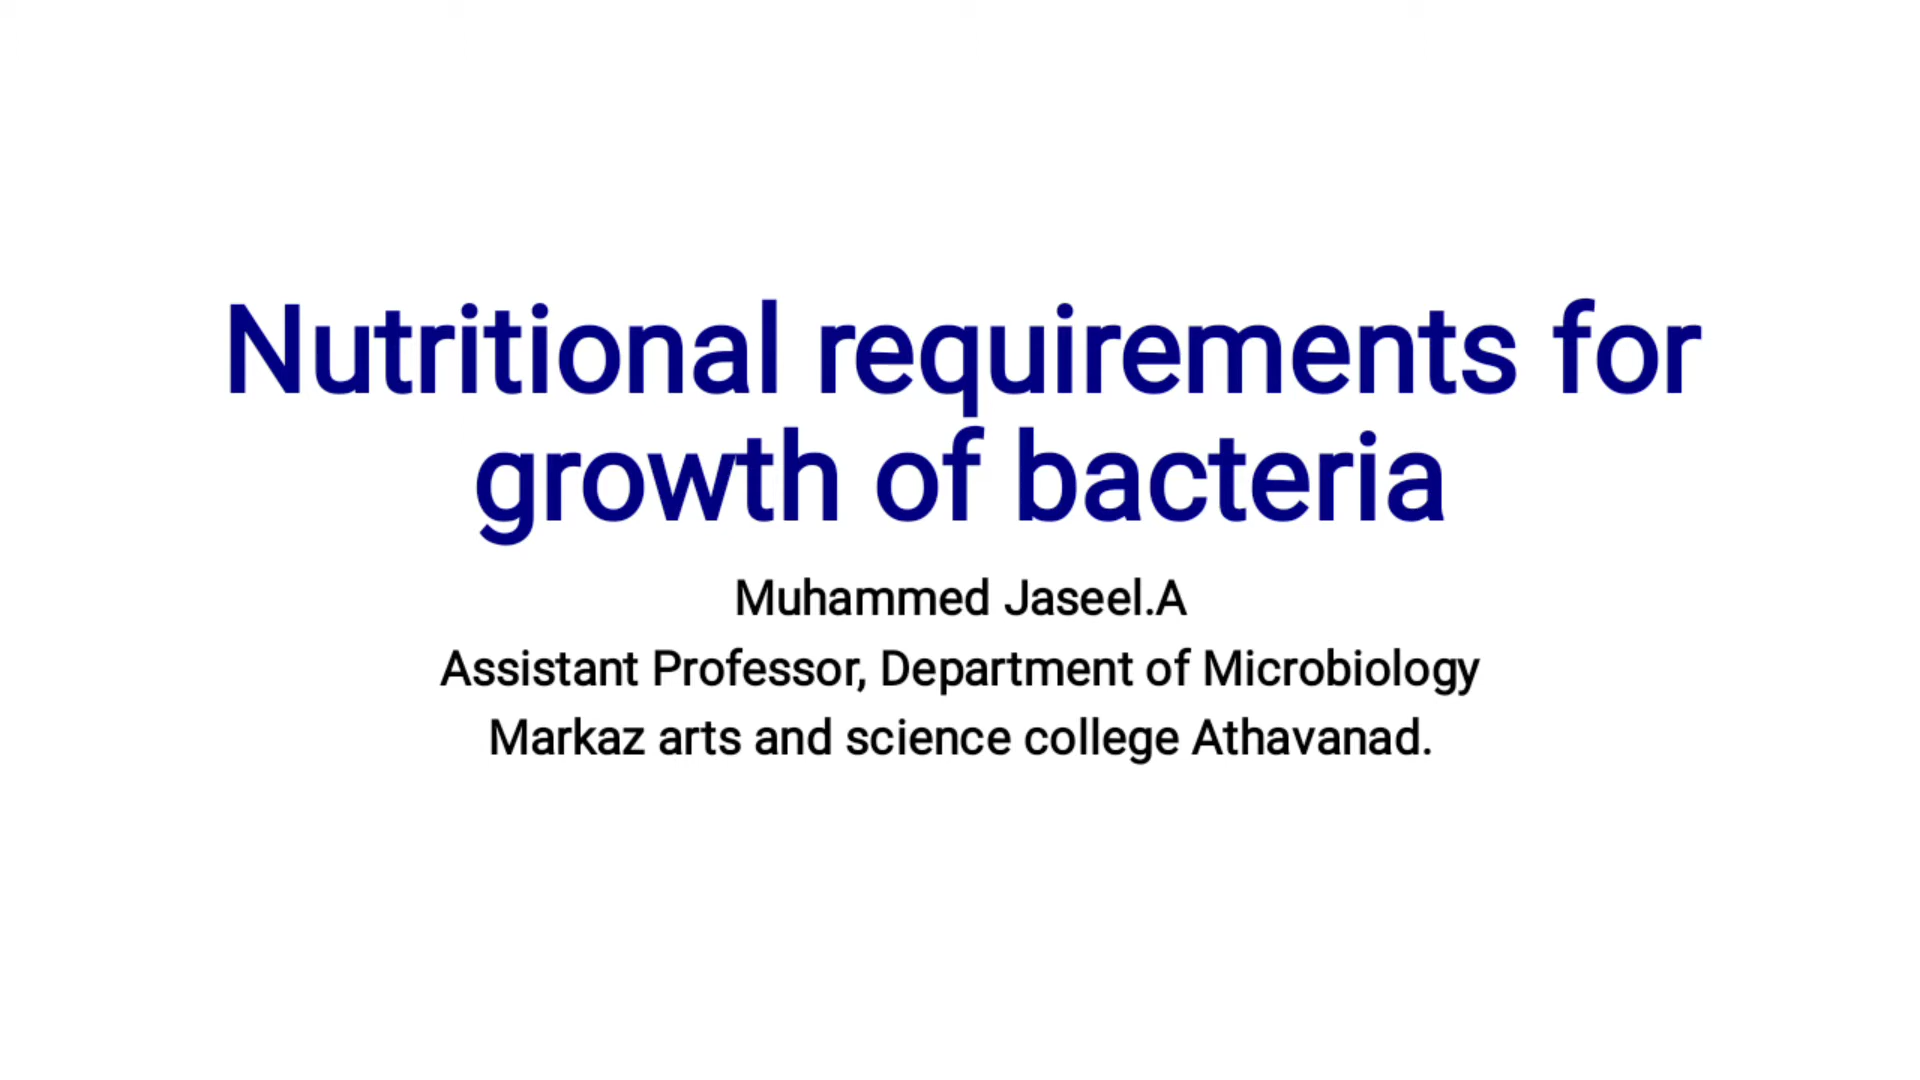 Nutritional requirements for
growth of bacteria
Muhammed Jaseel.A
Assistant Professor, Department of Microbiology
Markaz arts and science college Athavanad.